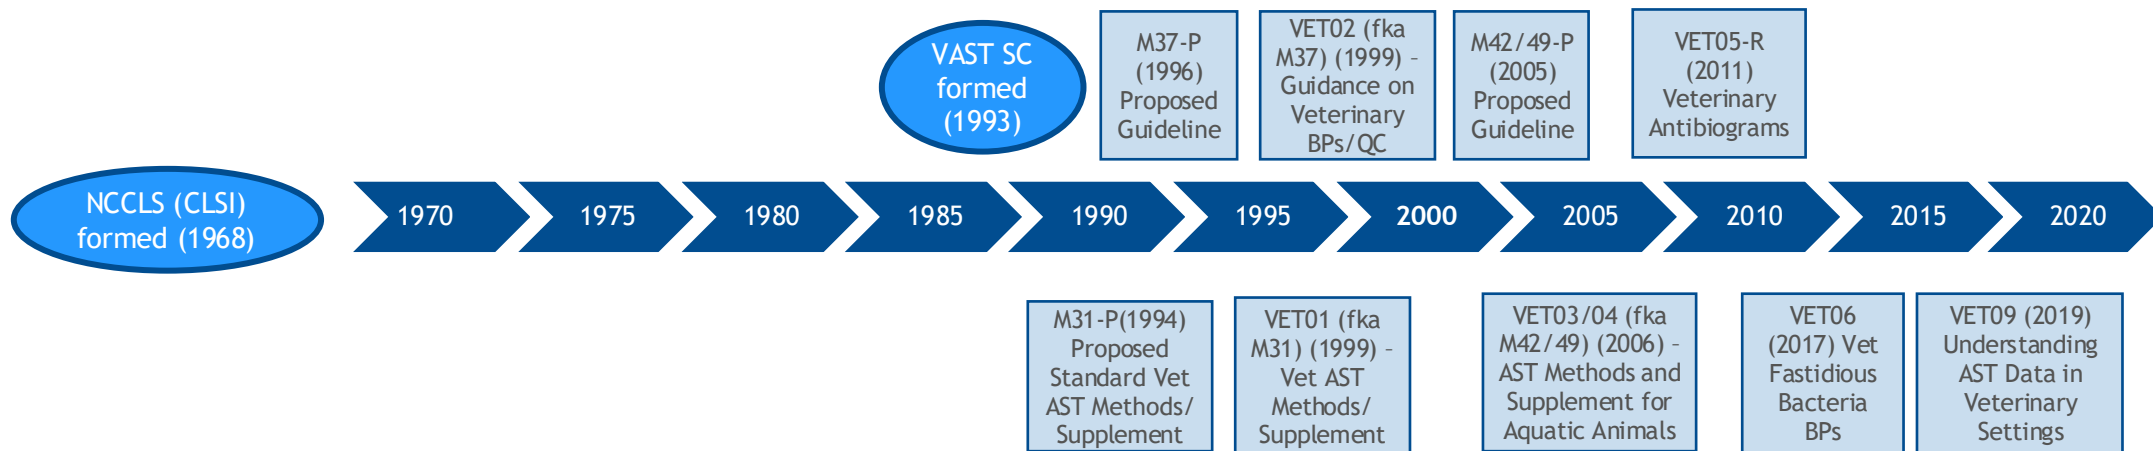 VAST SC
formed
(1993)
M37-P
(1996)
Proposed
Guideline
VET02 (fka
M37) (1999) –
Guidance on
Veterinary
BPs/QC
M42/49-P
(2005)
Proposed
Guideline
VET05-R
(2011)
Veterinary
Antibiograms
NCCLS (CLSI)
formed (1968)
1970
1975
1980
1985
1990
1995
2000
2005
2010
2015
2020
M31-P(1994)
Proposed
Standard Vet
AST Methods/
Supplement
VET01 (fka
M31) (1999) –
Vet AST
Methods/
Supplement
VET03/04 (fka
M42/49) (2006) –
AST Methods and
Supplement for
Aquatic Animals
VET06
(2017) Vet
Fastidious
Bacteria
BPs
VET09 (2019)
Understanding
AST Data in
Veterinary
Settings